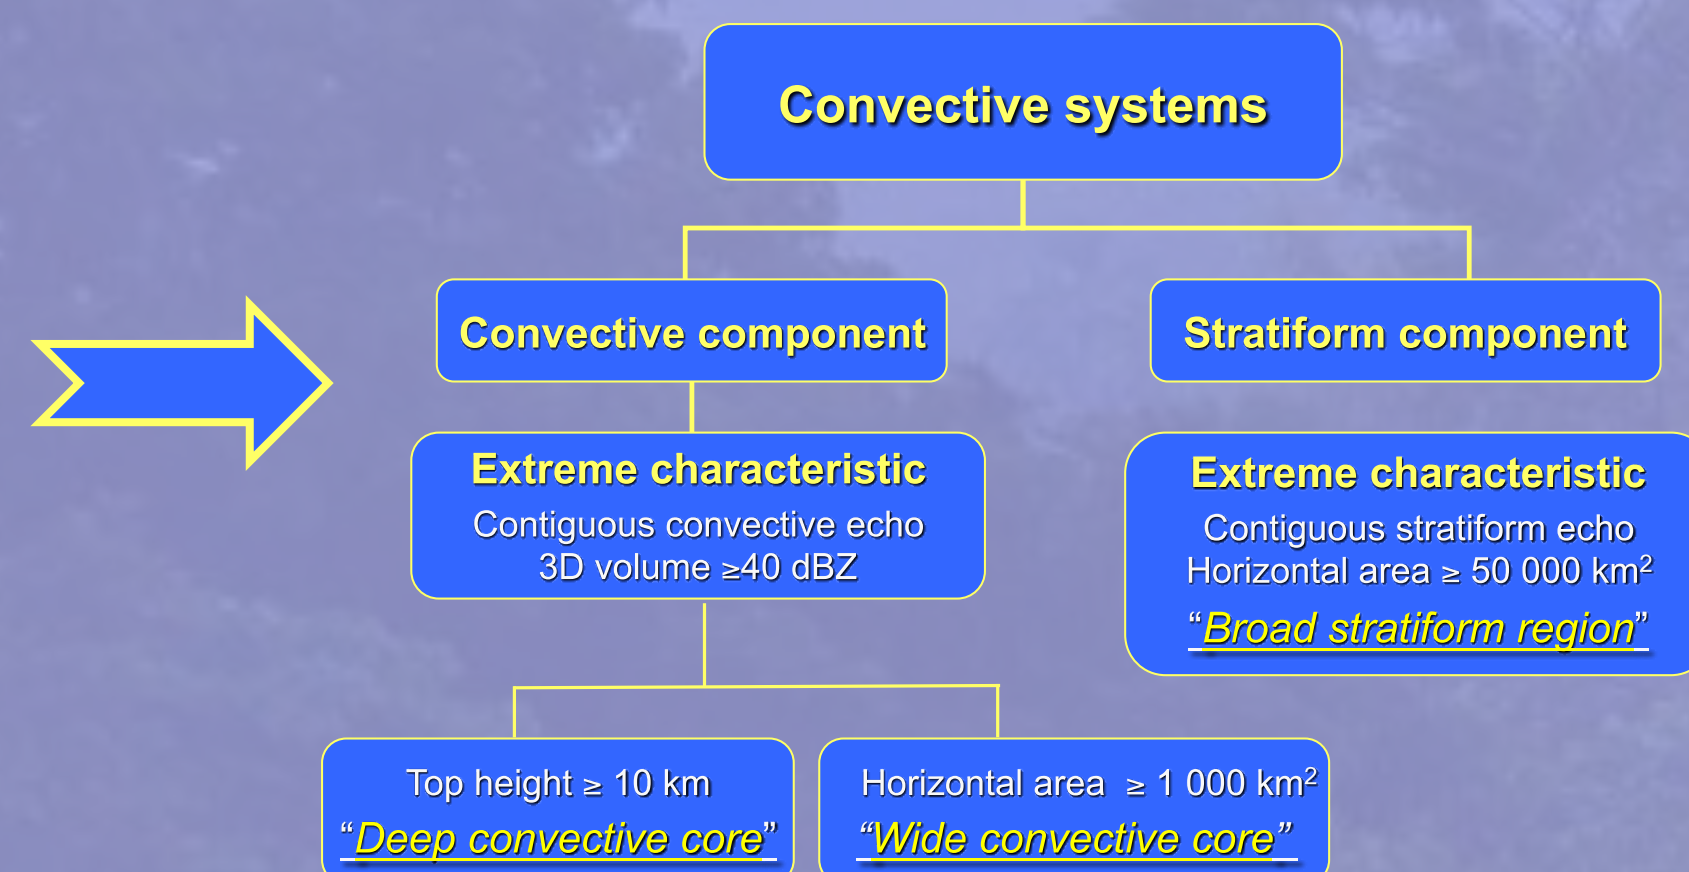 Convective systems
Convective component
Stratiform component
Extreme characteristic
Contiguous convective echo
3D volume ≥40 dBZ
Extreme characteristic
Contiguous stratiform echo
Horizontal area ≥ 50 000 km²
“Broad stratiform region”
Top height ≥ 10 km
“Deep convective core”
Horizontal area ≥ 1 000 km²
“Wide convective core”